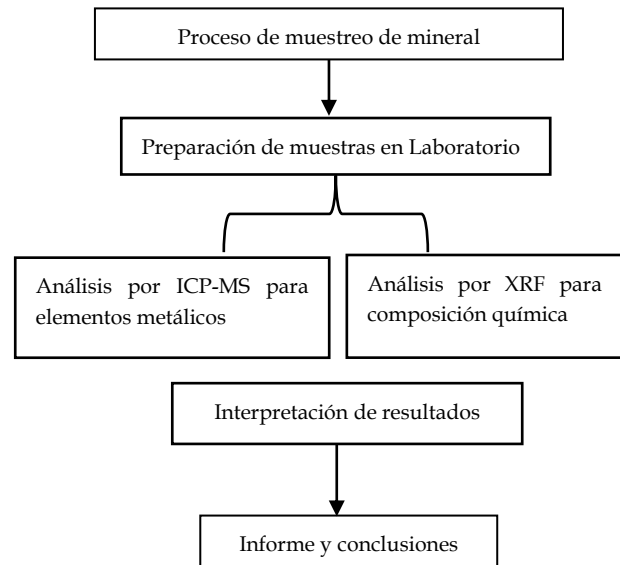 Proceso de muestreo de mineral
Preparación de muestras en Laboratorio
Análisis por ICP-MS para
elementos metálicos
Análisis por XRF para
composición química
Interpretación de resultados
Informe y conclusiones